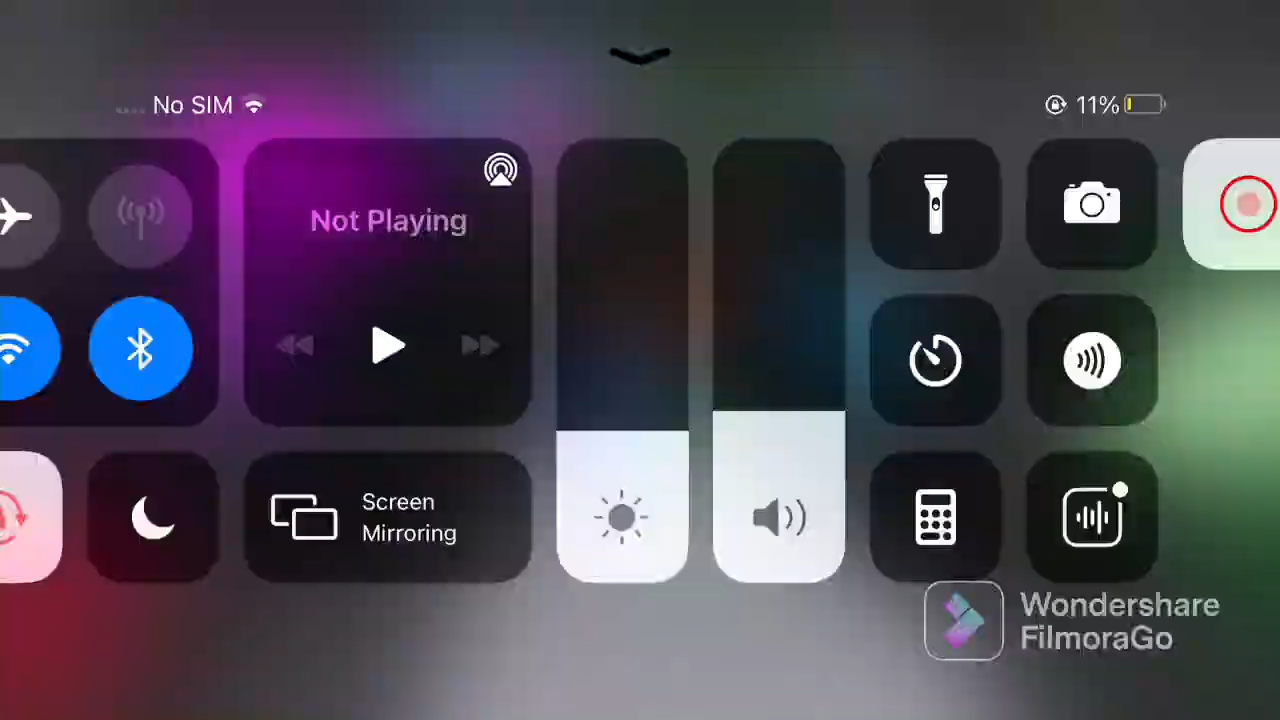 No SIM
11%
Not Playing
Screen
Mirroring
Wondershare
FilmoraGo